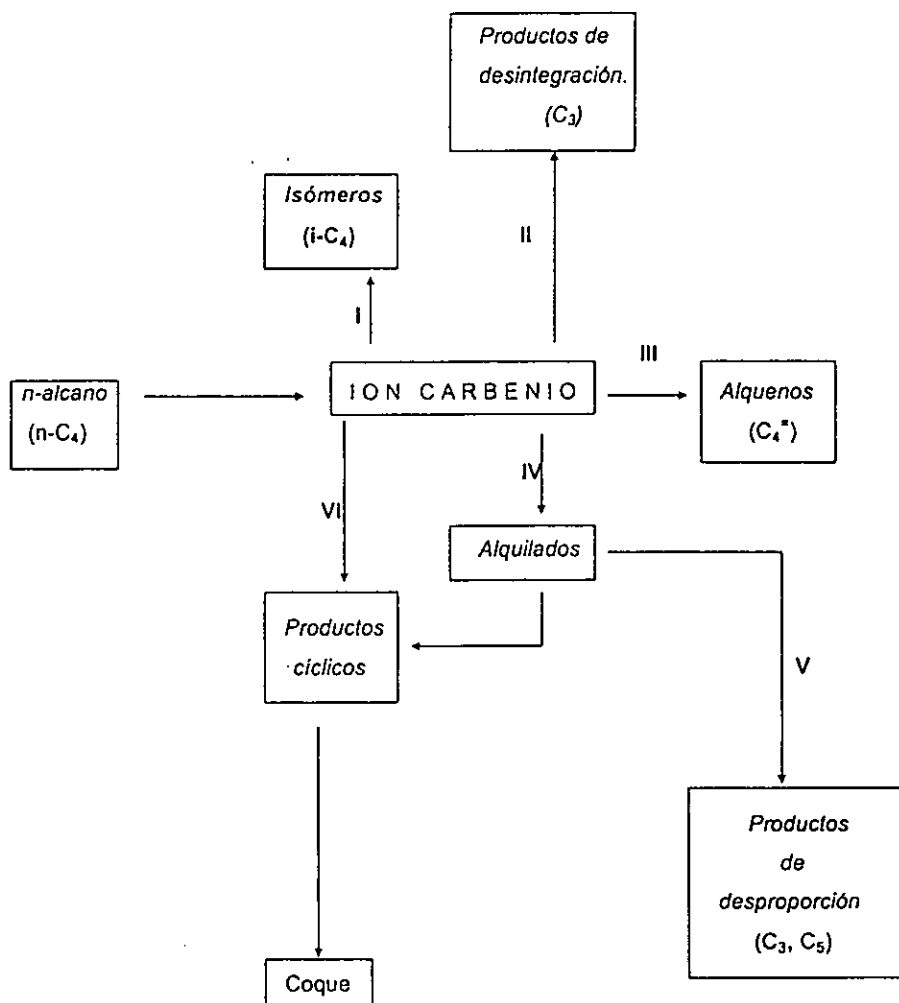 Productos de
desintegración.
(C₃)
Isómeros
(i-C₄)
II
I
III
n-alcano
(n-C₄)
ION CARBENIO
Alquenos
(C₄⁼)
IV
VI
Alquilados
Productos
cíclicos
V
Productos
de
desproporción
(C₃, C₅)
Coque